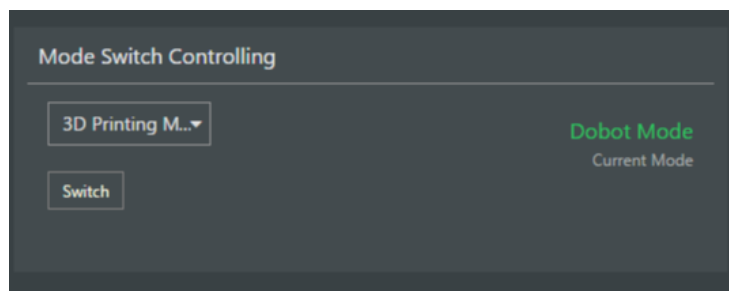 Mode Switch Controlling
3D Printing M...
Dobot Mode
Current Mode
Switch